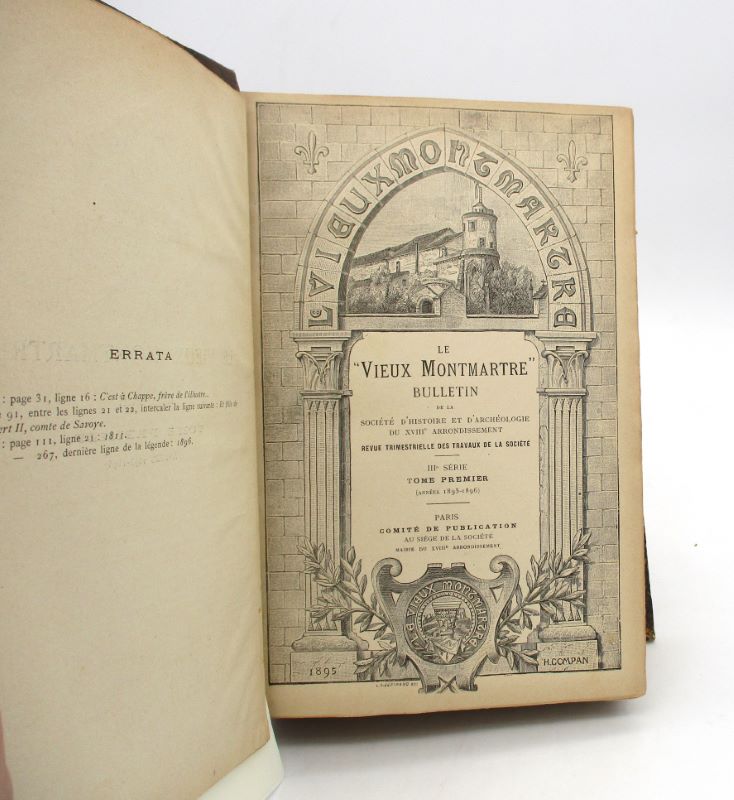 ERRATA
: page 31, ligne 16 : C'est à Chappe, frère de l'illustre..
91, entre les lignes 21 et 22, intercaler la ligne suivante : Et fille de
ert II, comte de Savoye.
: page 111, ligne 21 : 1811.
— 267, dernière ligne de la légende : 1896.
LE VIEUX MONTMARTRE
LE
"VIEUX MONTMARTRE"
BULLETIN
DE LA
SOCIÉTÉ D'HISTOIRE ET D'ARCHÉOLOGIE
DU XVIIIe ARRONDISSEMENT
REVUE TRIMESTRIELLE DES TRAVAUX DE LA SOCIÉTÉ
IIIe SÉRIE
TOME PREMIER
(ANNÉES 1895-1896)
PARIS
COMITÉ DE PUBLICATION
AU SIÈGE DE LA SOCIÉTÉ
MAIRIE DU XVIIIe ARRONDISSEMENT
LE VIEUX MONTMARTRE
1895
H. COMPAN